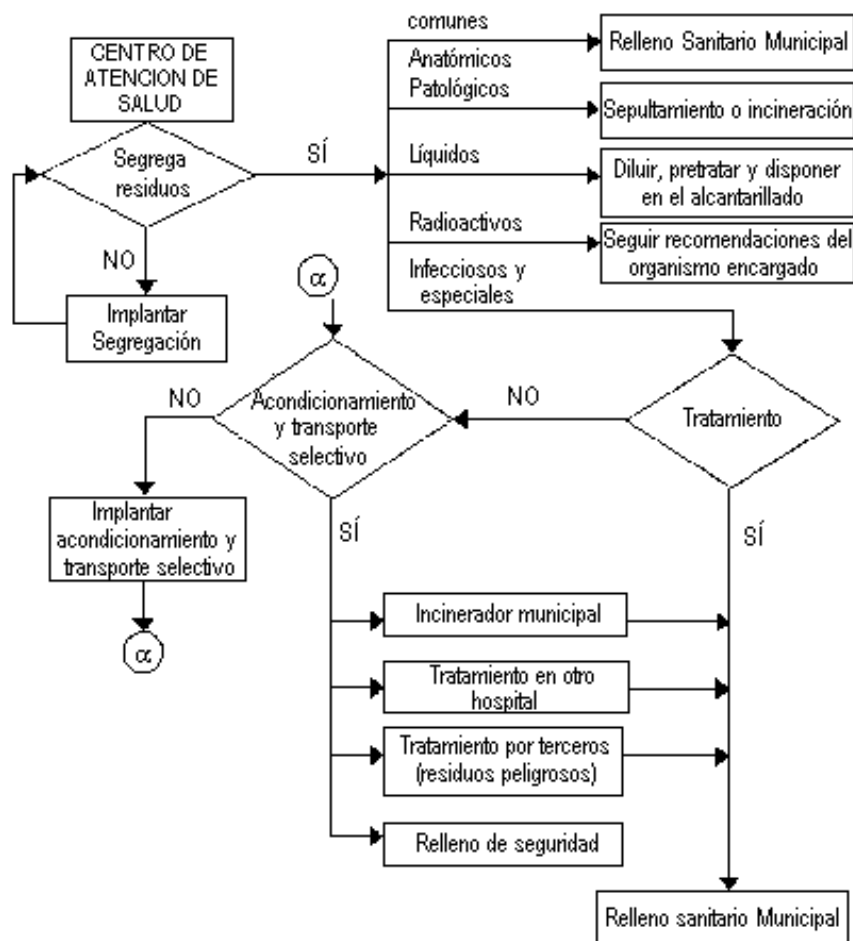 CENTRO DE
ATENCION DE
SALUD
Segrega
residuos
SÍ
NO
Implantar
Segregación
comunes
Relleno Sanitario Municipal
Anatómicos
Patológicos
Sepultamiento o incineración
Líquidos
Diluir, pretratar y disponer
en el alcantarillado
Radioactivos
Seguir recomendaciones del
organismo encargado
Infecciosos y
especiales
α
Tratamiento
NO
Acondicionamiento
y transporte
selectivo
NO
Implantar
acondicionamiento y
transporte selectivo
α
SÍ
SÍ
Incinerador municipal
Tratamiento en otro
hospital
Tratamiento por terceros
(residuos peligrosos)
Relleno de seguridad
Relleno sanitario Municipal